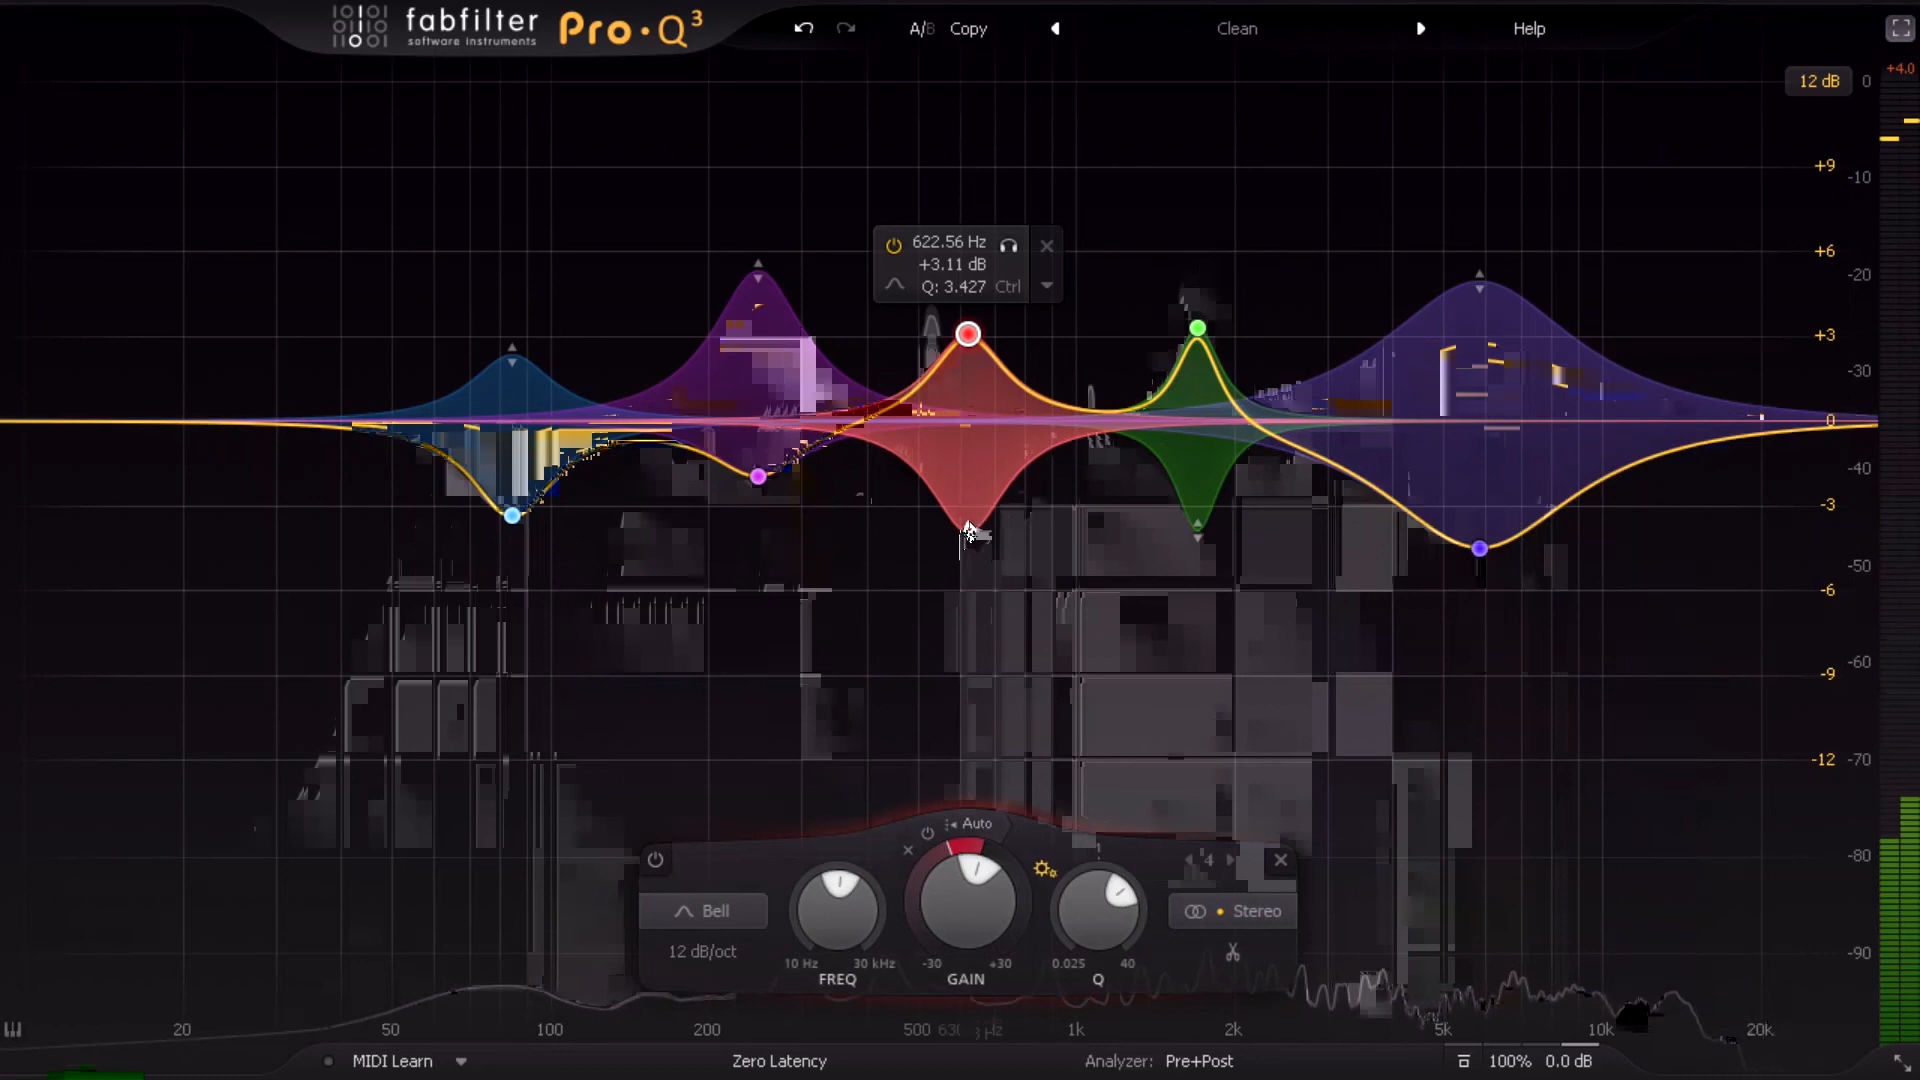 fabfilter
software instruments
Pro·Q³
A/B Copy
Clean
Help
+4.0
12 dB 0
+9
-10
622.56 Hz
+3.11 dB
Q: 3.427 Ctrl
+6
-20
+3
-30
0
-40
-3
-50
-6
-60
-9
-12 -70
Auto
1
4
-80
Bell
Stereo
12 dB/oct
10 Hz 30 kHz
-30 +30
0.025 40
-90
FREQ
GAIN
Q
20 50 100 200 500 1k 2k 5k 10k 20k
MIDI Learn
Zero Latency
Analyzer: Pre+Post
100% 0.0 dB